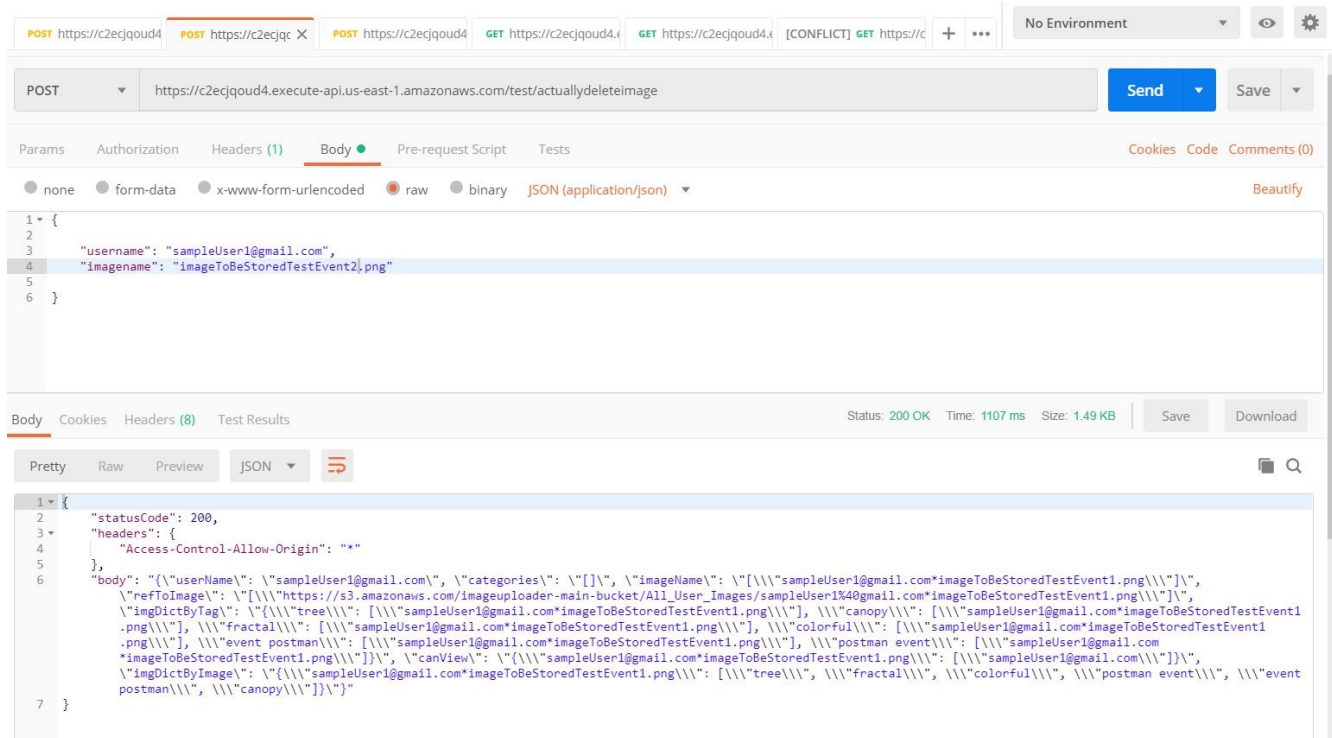 POST https://c2ecjqoud4 POST https://c2ecjqc X POST https://c2ecjqoud4 GET https://c2ecjqoud4.e GET https://c2ecjqoud4.e [CONFLICT] GET https://c + ••• No Environment
POST https://c2ecjqoud4.execute-api.us-east-1.amazonaws.com/test/actuallydeleteimage Send Save
Params Authorization Headers (1) Body Pre-request Script Tests Cookies Code Comments (0)
none form-data x-www-form-urlencoded raw binary JSON (application/json) Beautify
1 {
2
3 "username": "sampleUser1@gmail.com",
4 "imagename": "imageToBeStoredTestEvent2.png"
5
6 }
Body Cookies Headers (8) Test Results Status: 200 OK Time: 1107 ms Size: 1.49 KB Save Download
Pretty Raw Preview JSON
1 {
2 "statusCode": 200,
3 "headers": {
4 "Access-Control-Allow-Origin": "*"
5 },
6 "body": "{\"userName\": \"sampleUser1@gmail.com\", \"categories\": \"[]\", \"imageName\": \"[\\\"sampleUser1@gmail.com*imageToBeStoredTestEvent1.png\\\"]\",
\"refToImage\": \"[\\\"https://s3.amazonaws.com/imageuploader-main-bucket/All_User_Images/sampleUser1%40gmail.com*imageToBeStoredTestEvent1.png\\\"]\",
\"imgDictByTag\": \"{\\\"tree\\\": [\\\"sampleUser1@gmail.com*imageToBeStoredTestEvent1.png\\\"], \\\"canopy\\\": [\\\"sampleUser1@gmail.com*imageToBeStoredTestEvent1
.png\\\"], \\\"fractal\\\": [\\\"sampleUser1@gmail.com*imageToBeStoredTestEvent1.png\\\"], \\\"colorful\\\": [\\\"sampleUser1@gmail.com*imageToBeStoredTestEvent1
.png\\\"], \\\"event postman\\\": [\\\"sampleUser1@gmail.com*imageToBeStoredTestEvent1.png\\\"], \\\"postman event\\\": [\\\"sampleUser1@gmail.com
*imageToBeStoredTestEvent1.png\\\"]}\", \"canView\": \"{\\\"sampleUser1@gmail.com*imageToBeStoredTestEvent1.png\\\": [\\\"sampleUser1@gmail.com\\\"]}\",
\"imgDictByImage\": \"{\\\"sampleUser1@gmail.com*imageToBeStoredTestEvent1.png\\\": [\\\"tree\\\", \\\"fractal\\\", \\\"colorful\\\", \\\"postman event\\\", \\\"event
postman\\\", \\\"canopy\\\"]}\"}"
7 }